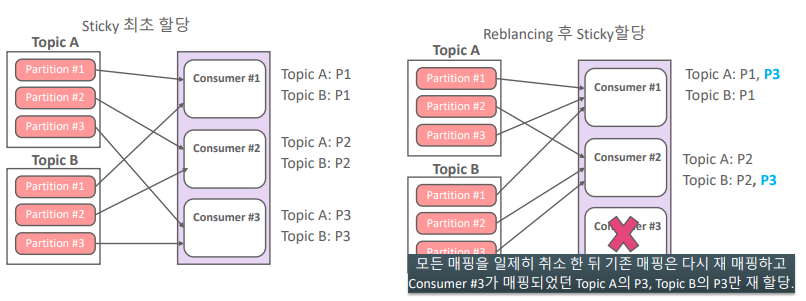 Sticky 최초 할당
Topic A
Partition #1
Partition #2
Partition #3
Topic B
Partition #1
Partition #2
Partition #3
Consumer #1
Consumer #2
Consumer #3
Topic A: P1
Topic B: P1
Topic A: P2
Topic B: P2
Topic A: P3
Topic B: P3
Reblancing 후 Sticky할당
Topic A
Partition #1
Partition #2
Partition #3
Topic B
Partition #1
Partition #2
Partition #3
Consumer #1
Consumer #2
#3
Topic A: P1, P3
Topic B: P1
Topic A: P2
Topic B: P2, P3
모든 매핑을 일제히 취소 한 뒤 기존 매핑은 다시 재 매핑하고
Consumer #3가 매핑되었던 Topic A의 P3, Topic B의 P3만 재 할당.